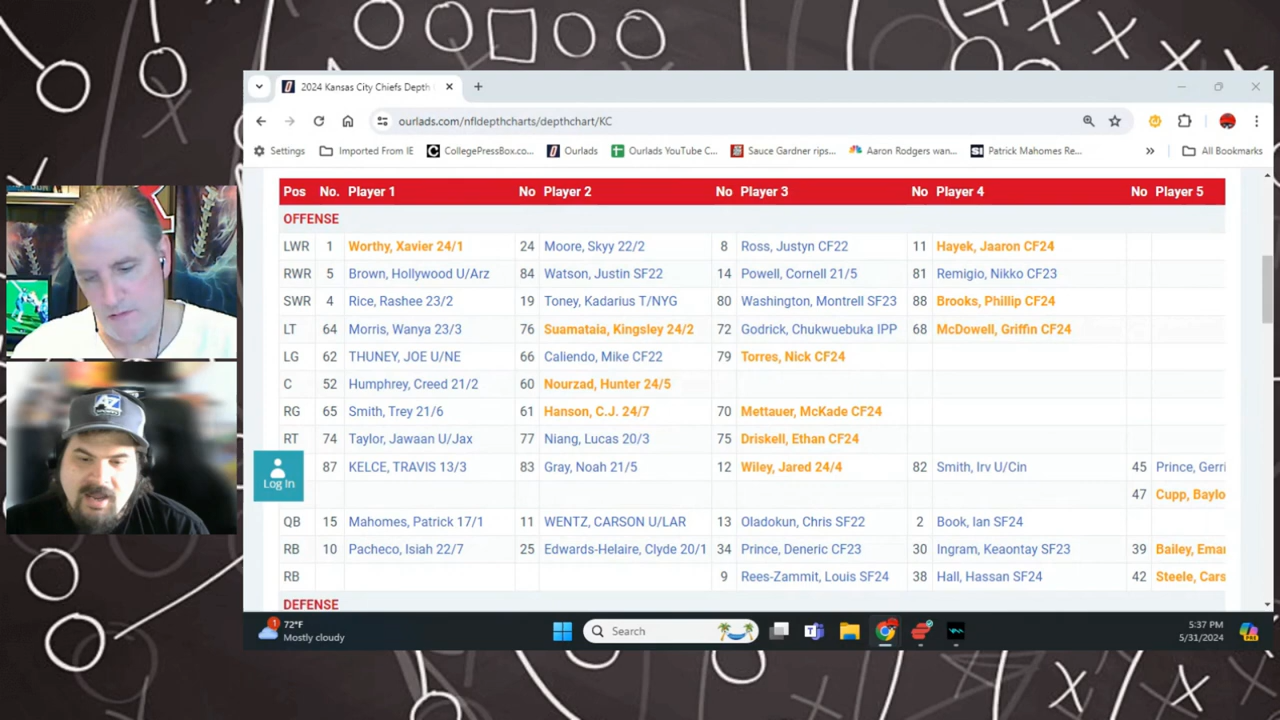 2024 Kansas City Chiefs Depth
ourlads.com/nfldepthcharts/depthchart/KC
Settings Imported From IE CollegePressBox.co... Ourlads Ourlads YouTube C... Sauce Gardner rips... Aaron Rodgers wan... Patrick Mahomes Re... » All Bookmarks
Pos No. Player 1 No Player 2 No Player 3 No Player 4 No Player 5
OFFENSE
LWR 1 Worthy, Xavier 24/1 24 Moore, Skyy 22/2 8 Ross, Justyn CF22 11 Hayek, Jaaron CF24
RWR 5 Brown, Hollywood U/Arz 84 Watson, Justin SF22 14 Powell, Cornell 21/5 81 Remigio, Nikko CF23
SWR 4 Rice, Rashee 23/2 19 Toney, Kadarius T/NYG 80 Washington, Montrell SF23 88 Brooks, Phillip CF24
LT 64 Morris, Wanya 23/3 76 Suamataia, Kingsley 24/2 72 Godrick, Chukwuebuka IPP 68 McDowell, Griffin CF24
LG 62 THUNEY, JOE U/NE 66 Caliendo, Mike CF22 79 Torres, Nick CF24
C 52 Humphrey, Creed 21/2 60 Nourzad, Hunter 24/5
RG 65 Smith, Trey 21/6 61 Hanson, C.J. 24/7 70 Mettauer, McKade CF24
RT 74 Taylor, Jawaan U/Jax 77 Niang, Lucas 20/3 75 Driskell, Ethan CF24
87 KELCE, TRAVIS 13/3 83 Gray, Noah 21/5 12 Wiley, Jared 24/4 82 Smith, Irv U/Cin 45 Prince, Gerri
Log In
47 Cupp, Baylo
QB 15 Mahomes, Patrick 17/1 11 WENTZ, CARSON U/LAR 13 Oladokun, Chris SF22 2 Book, Ian SF24
RB 10 Pacheco, Isiah 22/7 25 Edwards-Helaire, Clyde 20/1 34 Prince, Deneric CF23 30 Ingram, Keaontay SF23 39 Bailey, Emar
RB 9 Rees-Zammit, Louis SF24 38 Hall, Hassan SF24 42 Steele, Cars
DEFENSE
1 72°F Search 5:37 PM
Mostly cloudy 5/31/2024